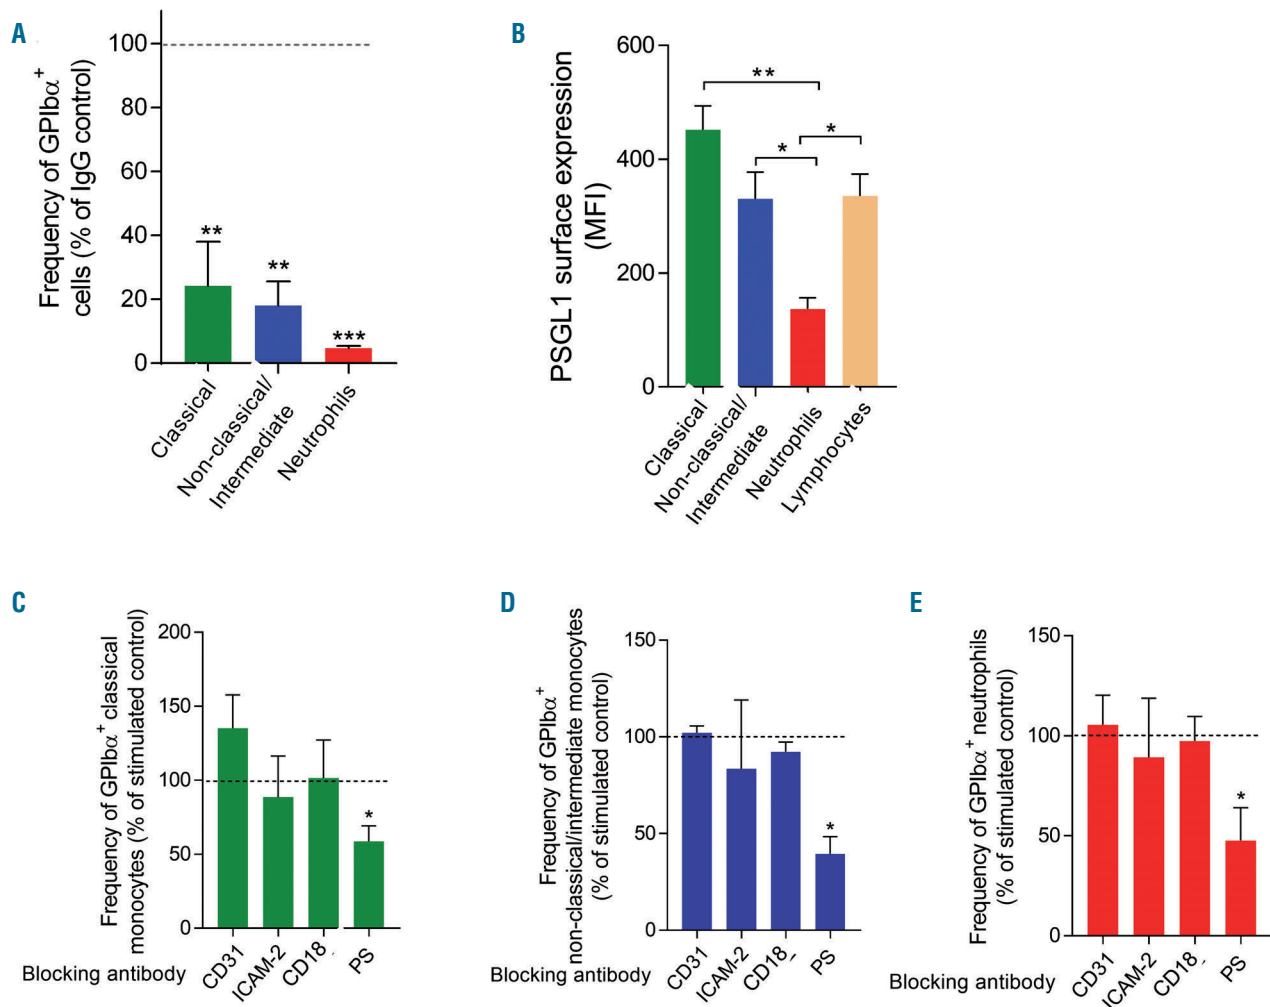 A
Frequency of GPIbα+
cells (% of IgG control)
100
80
60
40
20
0
**
**
***
Classical
Non-classical/
Intermediate
Neutrophils
B
PSGL1 surface expression
(MFI)
600
400
200
0
**
*
*
Classical
Non-classical/
Intermediate
Neutrophils
Lymphocytes
C
Frequency of GPIbα+ classical
monocytes (% of stimulated control)
200
150
100
50
0
*
Blocking antibody
CD31
ICAM-2
CD18
PS
D
Frequency of GPIbα+
non-classical/intermediate monocytes
(% of stimulated control)
150
100
50
0
*
Blocking antibody
CD31
ICAM-2
CD18
PS
E
Frequency of GPIbα+ neutrophils
(% of stimulated control)
150
100
50
0
*
Blocking antibody
CD31
ICAM-2
CD18
PS